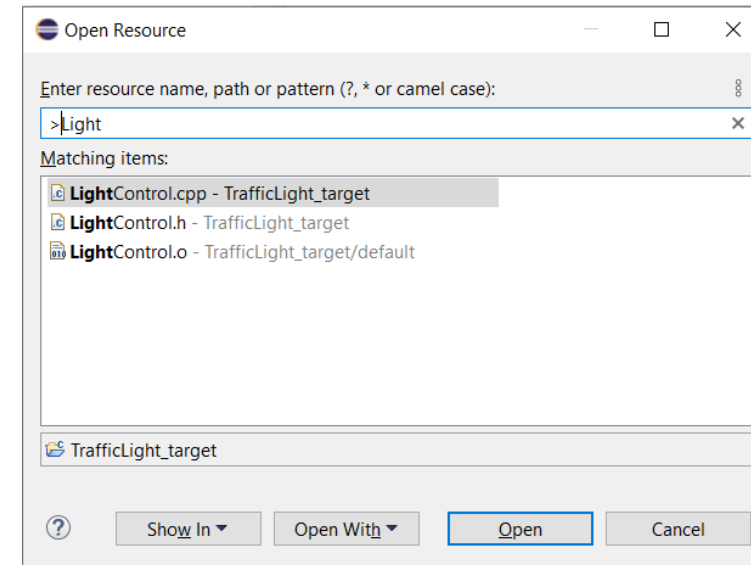 Open Resource
Enter resource name, path or pattern (?, * or camel case):
>Light
Matching items:
LightControl.cpp - TrafficLight_target
LightControl.h - TrafficLight_target
LightControl.o - TrafficLight_target/default
TrafficLight_target
Show In Open With Open Cancel